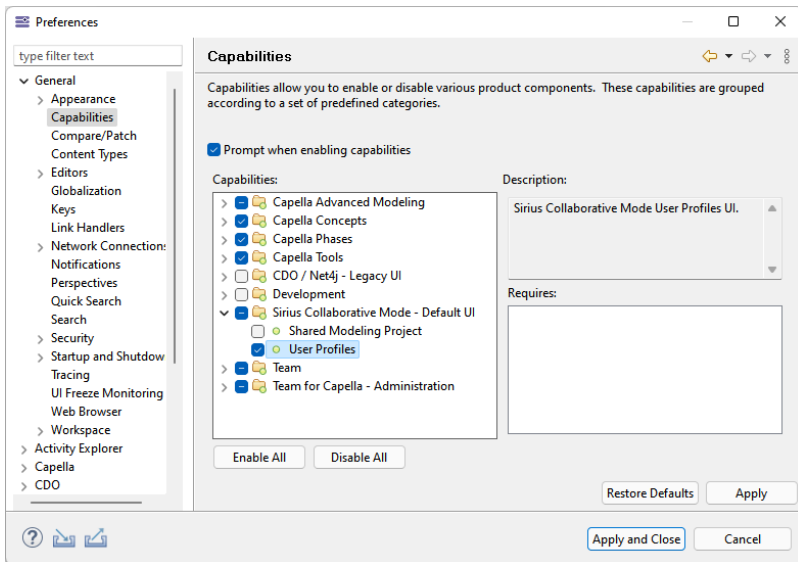 Preferences
type filter text
General
Appearance
Capabilities
Compare/Patch
Content Types
Editors
Globalization
Keys
Link Handlers
Network Connection:
Notifications
Perspectives
Quick Search
Search
Security
Startup and Shutdow
Tracing
UI Freeze Monitoring
Web Browser
Workspace
Activity Explorer
Capella
CDO
Capabilities
Capabilities allow you to enable or disable various product components.  These capabilities are grouped
according to a set of predefined categories.
Prompt when enabling capabilities
Capabilities:
Capella Advanced Modeling
Capella Concepts
Capella Phases
Capella Tools
CDO / Net4j - Legacy UI
Development
Sirius Collaborative Mode - Default UI
Shared Modeling Project
User Profiles
Team
Team for Capella - Administration
Description:
Sirius Collaborative Mode User Profiles UI.
Requires:
Enable All
Disable All
Restore Defaults
Apply
Apply and Close
Cancel